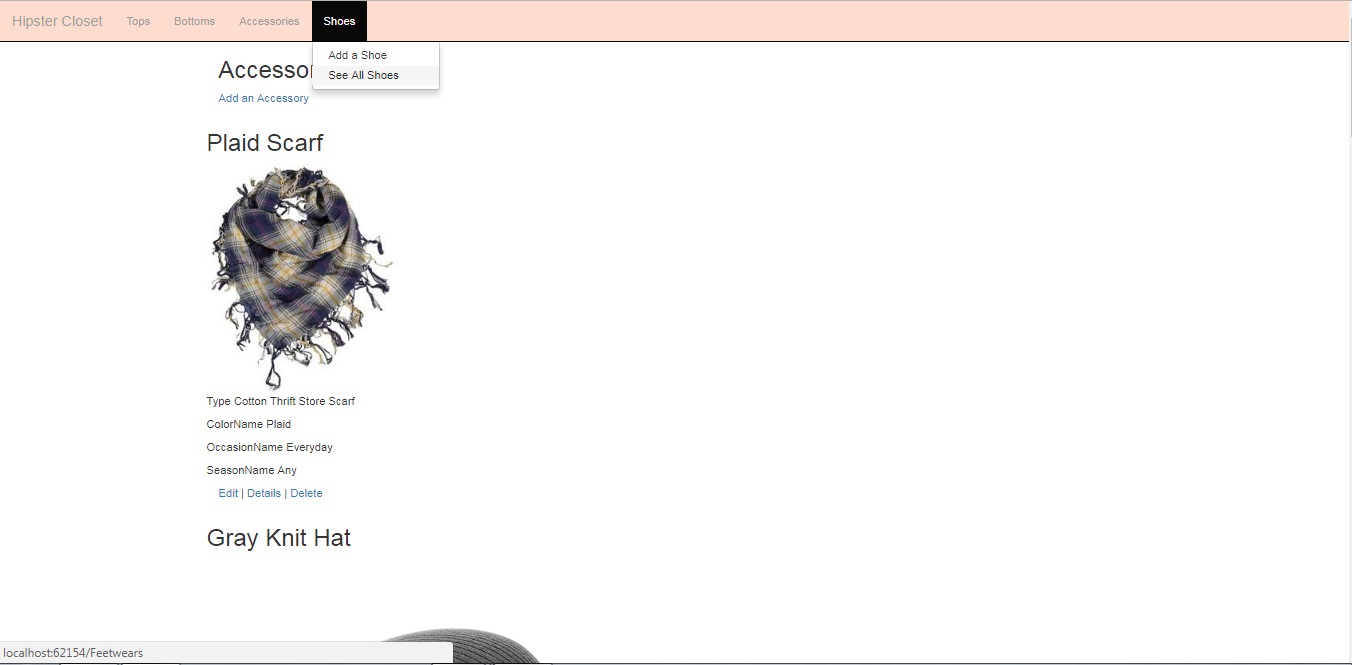 Hipster Closet Tops Bottoms Accessories Shoes
Add a Shoe
See All Shoes
Accessor
Add an Accessory
Plaid Scarf
Type Cotton Thrift Store Scarf
ColorName Plaid
OccasionName Everyday
SeasonName Any
Edit | Details | Delete
Gray Knit Hat
localhost:62154/Feetwears